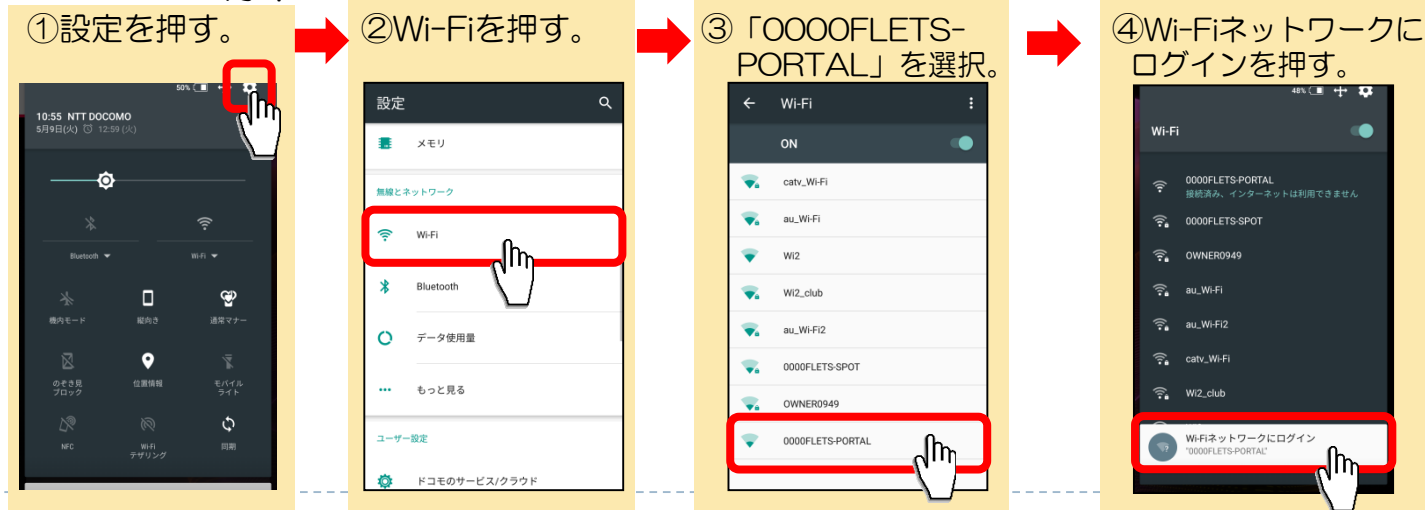 ①設定を押す。
50%
10:55 NTT DOCOMO
5月9日(火) 12:59 (火)
Bluetooth
Wi-Fi
機内モード
縦向き
通常マナー
のぞき見
ブロック
位置情報
モバイル
ライト
NFC
Wi-Fi
テザリング
同期
②Wi-Fiを押す。
設定
メモリ
無線とネットワーク
Wi-Fi
Bluetooth
データ使用量
もっと見る
ユーザー設定
ドコモのサービス/クラウド
③「0000FLETS-
PORTAL」を選択。
Wi-Fi
ON
catv_Wi-Fi
au_Wi-Fi
Wi2
Wi2_club
au_Wi-Fi2
0000FLETS-SPOT
OWNER0949
0000FLETS-PORTAL
④Wi-Fiネットワークに
ログインを押す。
48%
Wi-Fi
0000FLETS-PORTAL
接続済み、インターネットは利用できません
0000FLETS-SPOT
OWNER0949
au_Wi-Fi
au_Wi-Fi2
catv_Wi-Fi
Wi2_club
Wi-Fiネットワークにログイン
"0000FLETS-PORTAL"